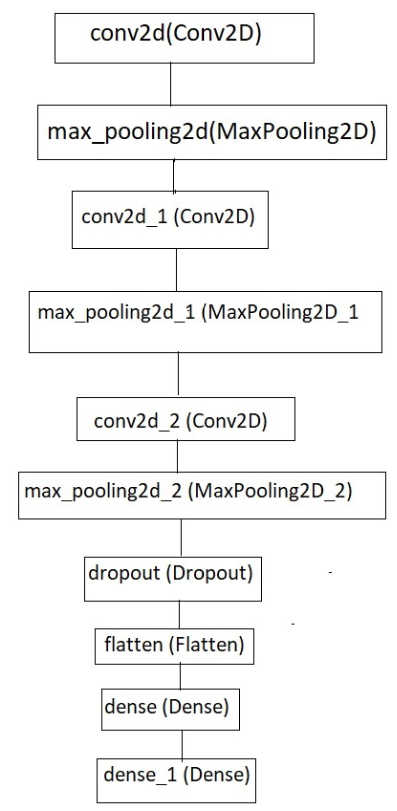 conv2d(Conv2D)
max_pooling2d(MaxPooling2D)
conv2d_1 (Conv2D)
max_pooling2d_1 (MaxPooling2D_1
conv2d_2 (Conv2D)
max_pooling2d_2 (MaxPooling2D_2)
dropout (Dropout)
flatten (Flatten)
dense (Dense)
dense_1 (Dense)